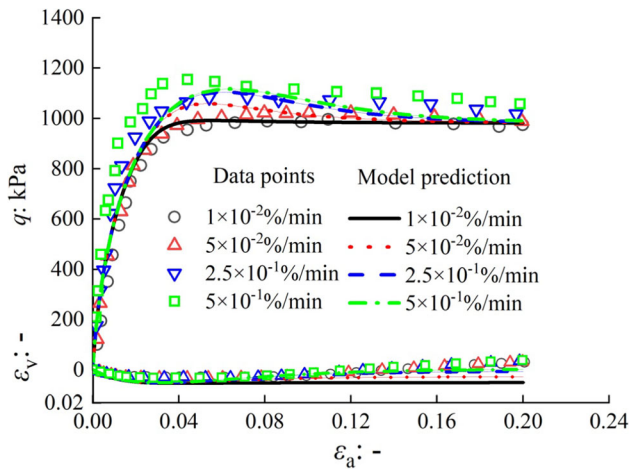 1400
1200
1000
800
600
400
200
0
0.02
q: kPa
εv: -
Data points Model prediction
1×10-2%/min 1×10-2%/min
5×10-2%/min 5×10-2%/min
2.5×10-1%/min 2.5×10-1%/min
5×10-1%/min 5×10-1%/min
0.00 0.04 0.08 0.12 0.16 0.20 0.24
εa: -